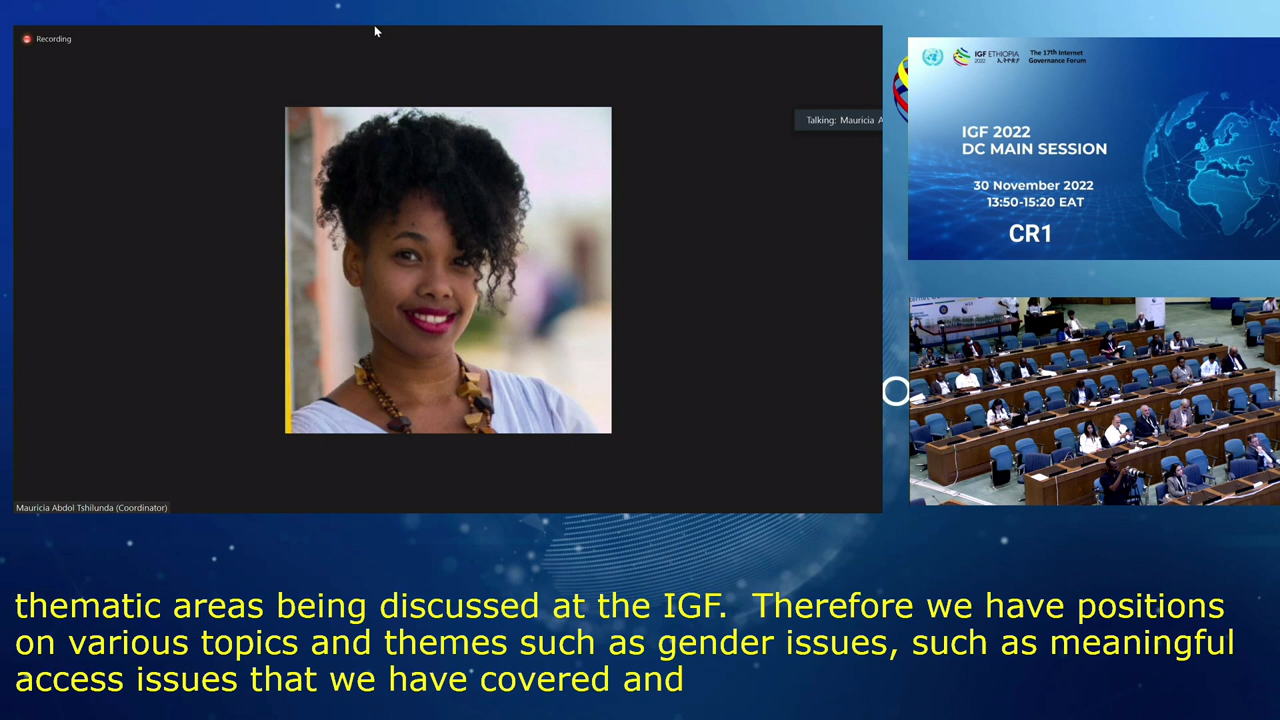 Recording
Talking: Mauricia A
Mauricia Abdol Tshilunda (Coordinator)
IGF ETHIOPIA
2022 ኢትዮጵያ
The 17th Internet
Governance Forum
IGF 2022
DC MAIN SESSION
30 November 2022
13:50-15:20 EAT
CR1
thematic areas being discussed at the IGF.  Therefore we have positions
on various topics and themes such as gender issues, such as meaningful
access issues that we have covered and